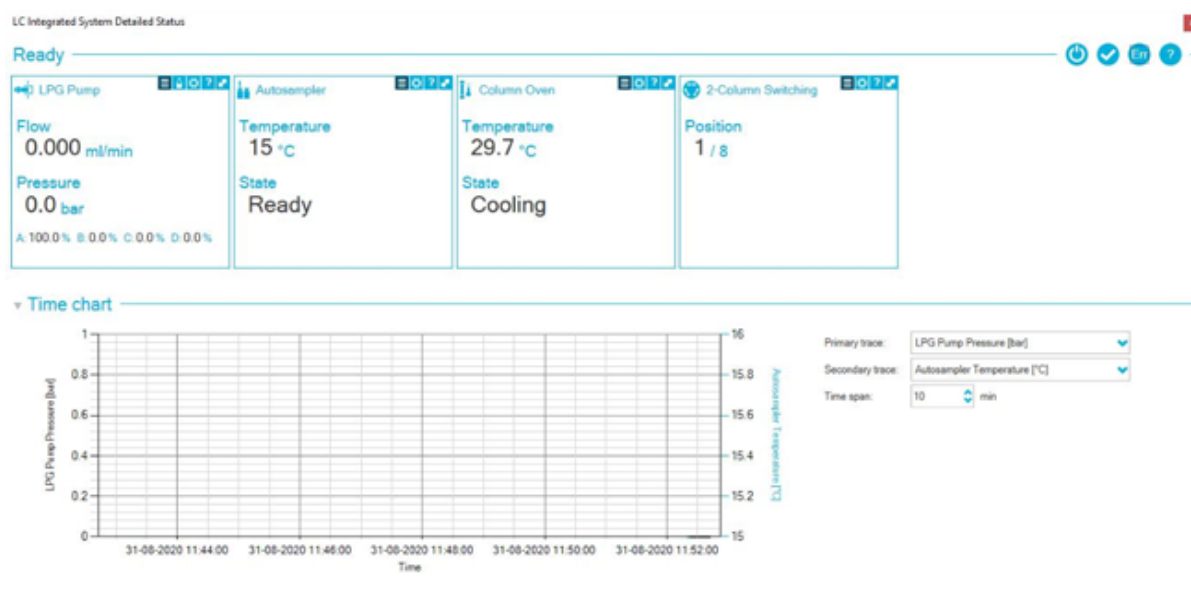 LC Integrated System Detailed Status
Ready
Err ?
LPG Pump
?
Autosampler
?
Column Oven
?
2-Column Switching
?
Flow
0.000 ml/min
Pressure
0.0 bar
A: 100.0 % B: 0.0 % C: 0.0 % D: 0.0 %
Temperature
15 °C
State
Ready
Temperature
29.7 °C
State
Cooling
Position
1 / 8
Time chart
1
0.8
0.6
0.4
0.2
0
LPG Pump Pressure [bar]
16
15.8
15.6
15.4
15.2
15
Autosampler Temperature [°C]
31-08-2020 11:44:00 31-08-2020 11:46:00 31-08-2020 11:48:00 31-08-2020 11:50:00 31-08-2020 11:52:00
Time
Primary trace: LPG Pump Pressure [bar]
Secondary trace: Autosampler Temperature [°C]
Time span: 10 min